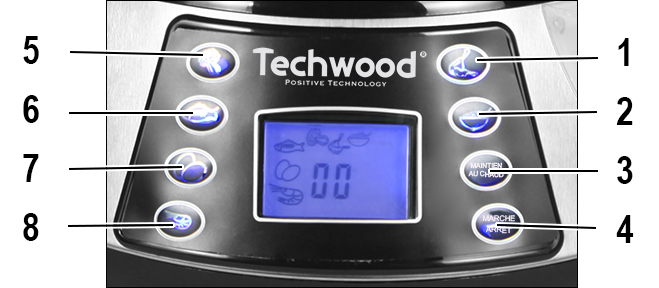 5
1
Techwood®
POSITIVE TECHNOLOGY
6
2
7
MAINTIEN
AU CHAUD
3
00
8
MARCHE
ARRET
4